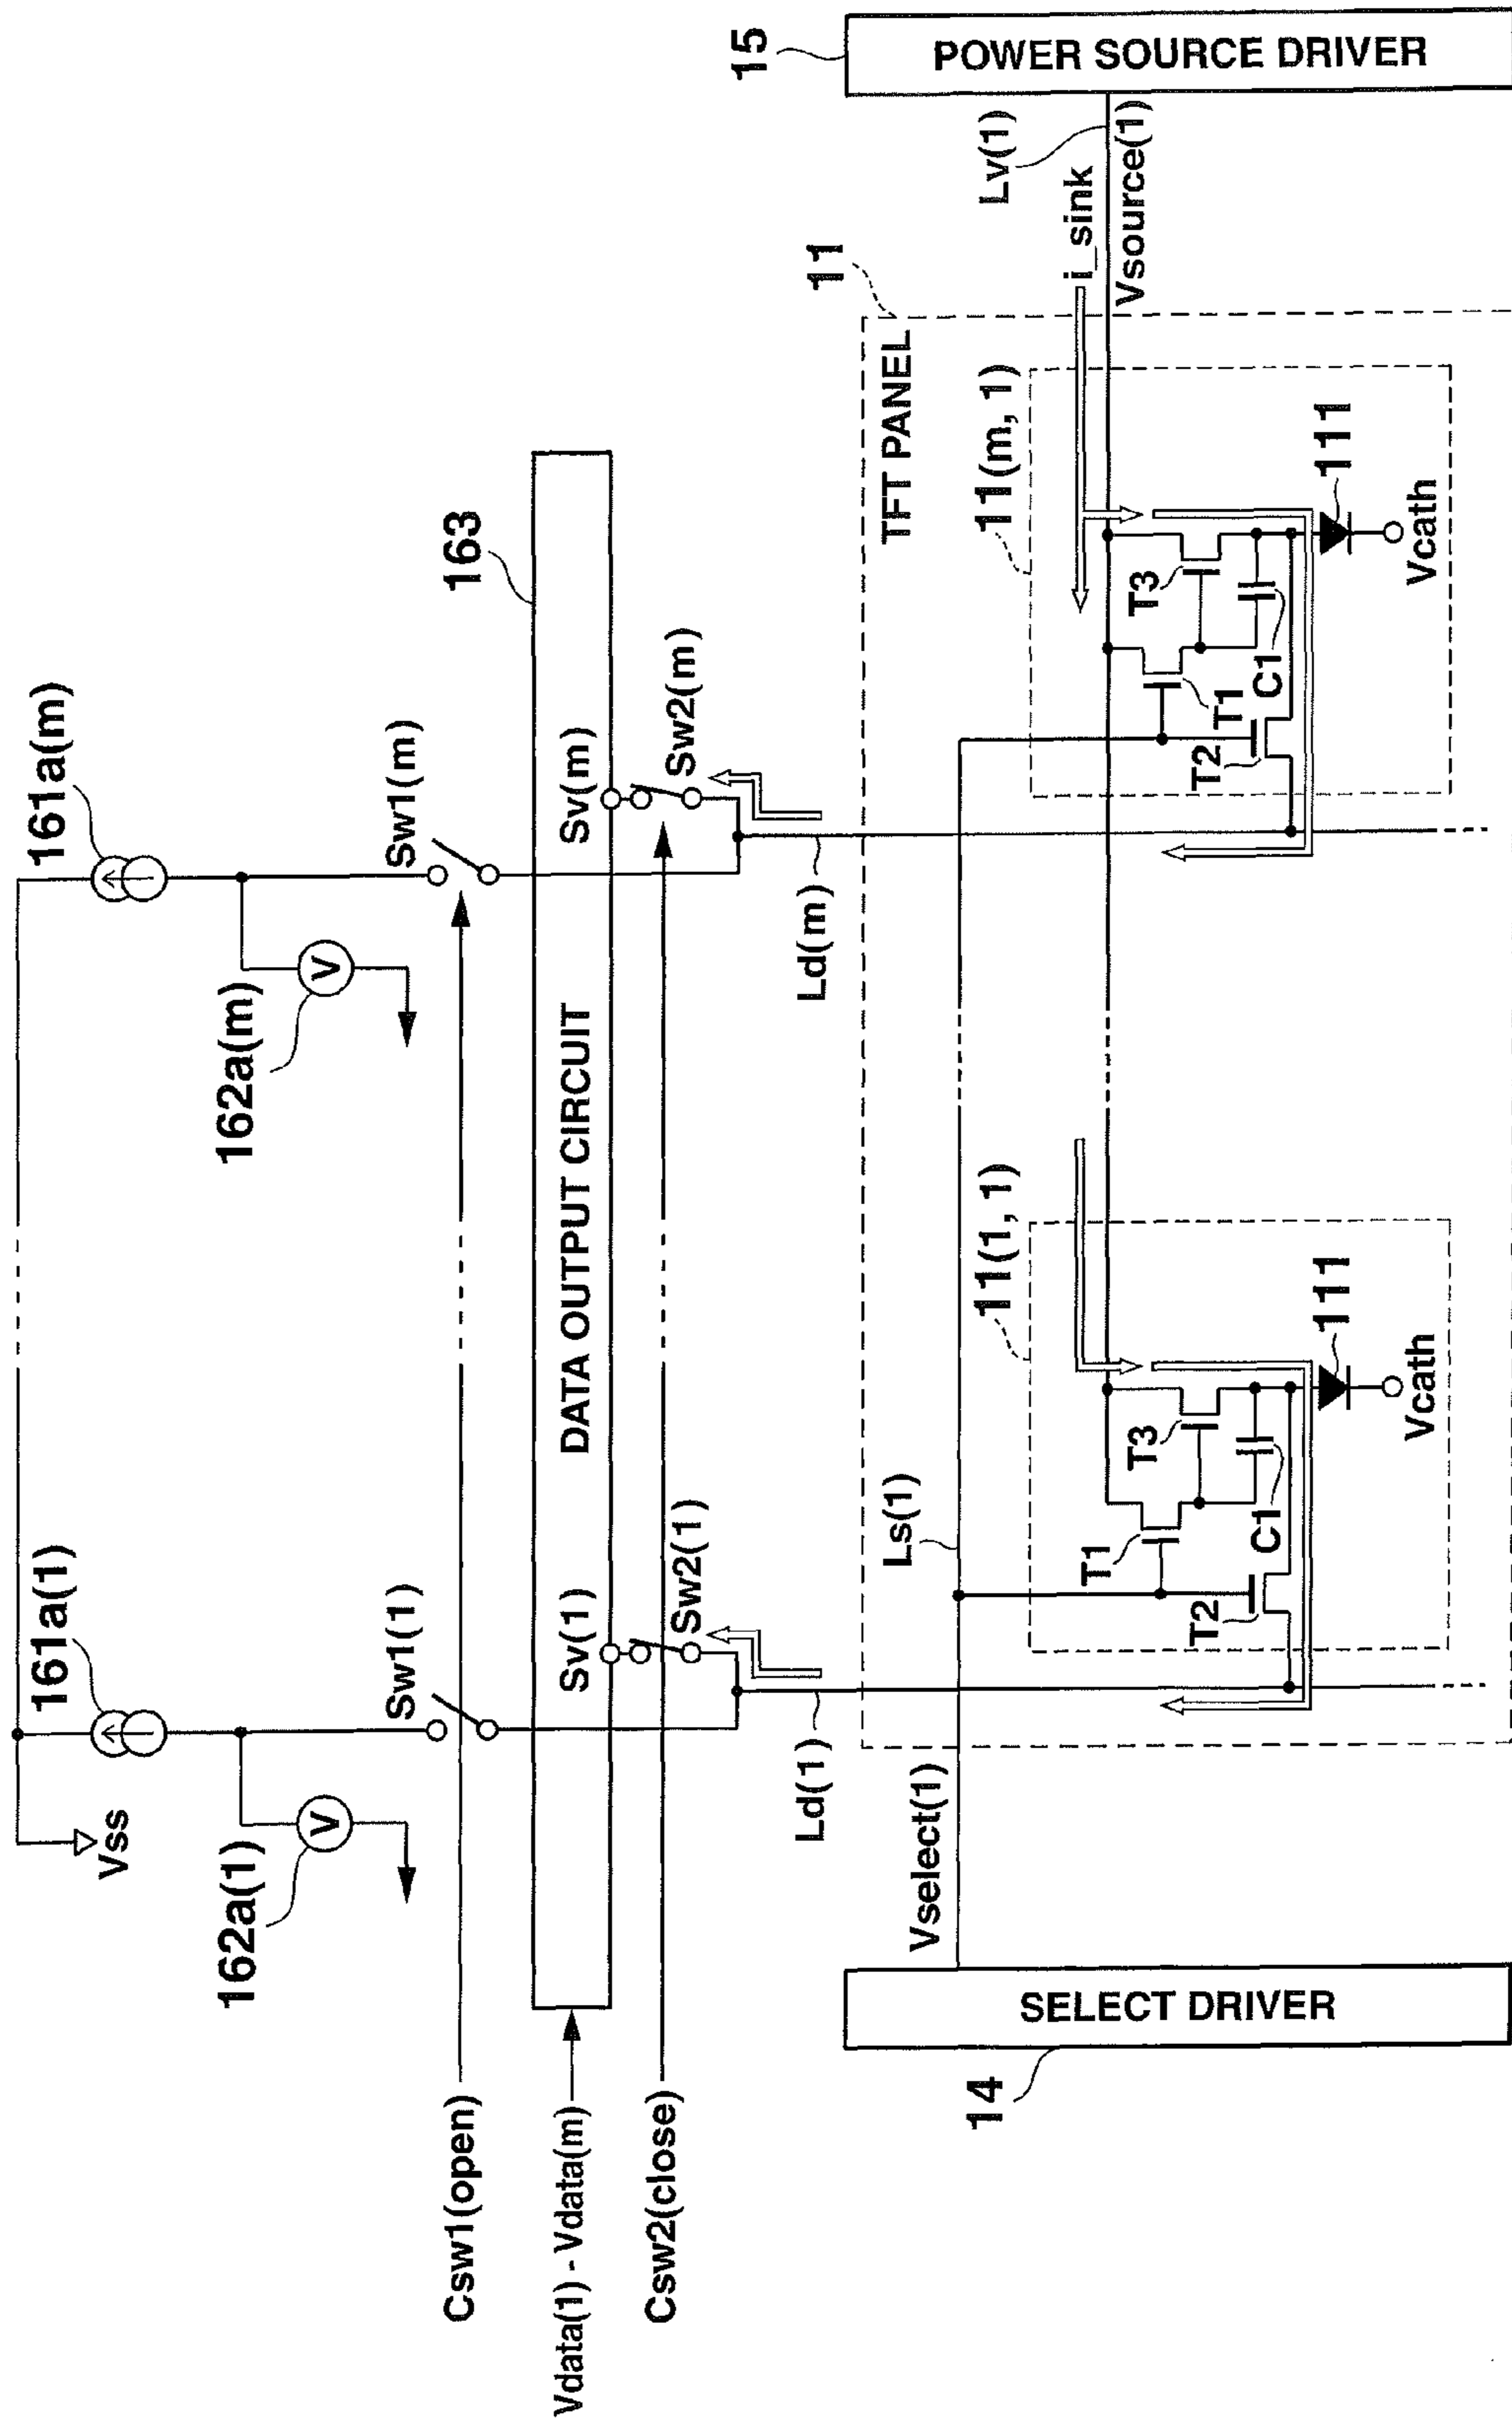 Vss
161a(1)
161a(m)
162a(1)
V
162a(m)
V
Sw1(1)
Sw1(m)
Csw1(open)
163
Vdata(1) - Vdata(m)
DATA OUTPUT CIRCUIT
Sv(1)
Sv(m)
Csw2(close)
Sw2(1)
Sw2(m)
Ld(1)
Ld(m)
15
11
14
SELECT DRIVER
Vselect(1)
Ls(1)
TFT PANEL
11(1, 1)
11(m, 1)
Lv(1)
i_sink
Vsource(1)
POWER SOURCE DRIVER
T1
T3
T2
C1
111
Vcath
T3
T1
T2
C1
111
Vcath